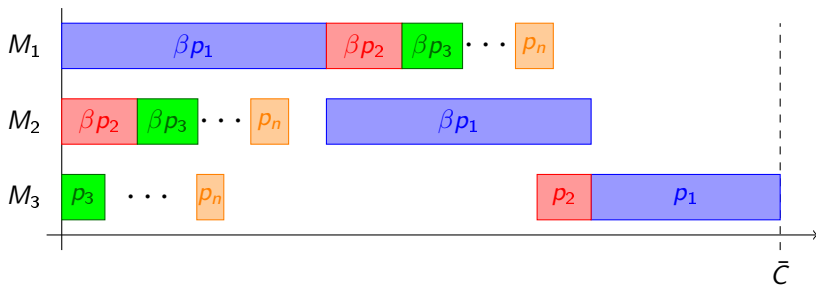 M₁ βp₁ βp₂ βp₃ ··· pₙ
M₂ βp₂ βp₃ ··· pₙ βp₁
M₃ p₃ ··· pₙ p₂ p₁
C̄